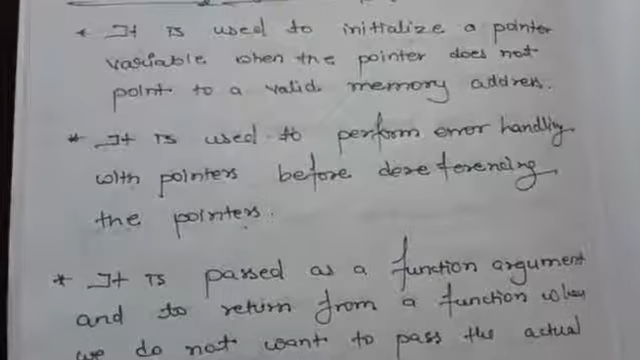 * It is used to initialize a pointer
variable when the pointer does not
point to a valid memory address.
* It is used to perform error handling
with pointers before dereferencing
the pointers.
* It is passed as a function argument
and to return from a function when
we do not want to pass the actual